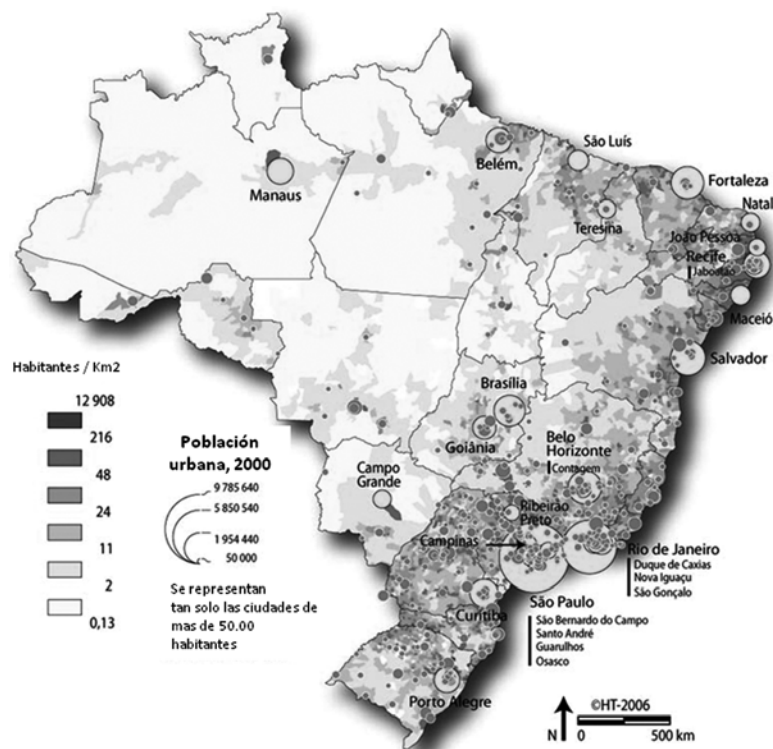 São Luís
Belém
Fortaleza
Manaus
Natal
Teresina
João Pessoa
Recife
Jaboatão
Maceió
Habitantes / Km2
Salvador
12 908
216
48
24
11
2
0,13
Brasília
Población
urbana, 2000
9 785 640
5 850 540
1 954 440
50 000
Goiânia
Belo
Horizonte
Contagem
Campo
Grande
Ribeirão
Preto
Campinas
Rio de Janeiro
Duque de Caxias
Nova Iguaçu
São Gonçalo
Se representan
tan solo las ciudades de
mas de 50.00
habitantes
Curitiba
São Paulo
São Bernardo do Campo
Santo André
Guarulhos
Osasco
Porto Alegre
©HT-2006
N 0 500 km